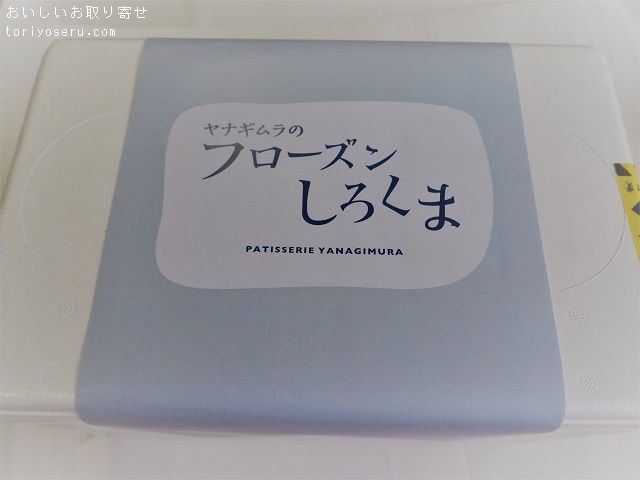 おいしいお取り寄せ
toriyoseru.com
ヤナギムラの
フローズン
しろくま
PATISSERIE YANAGIMURA